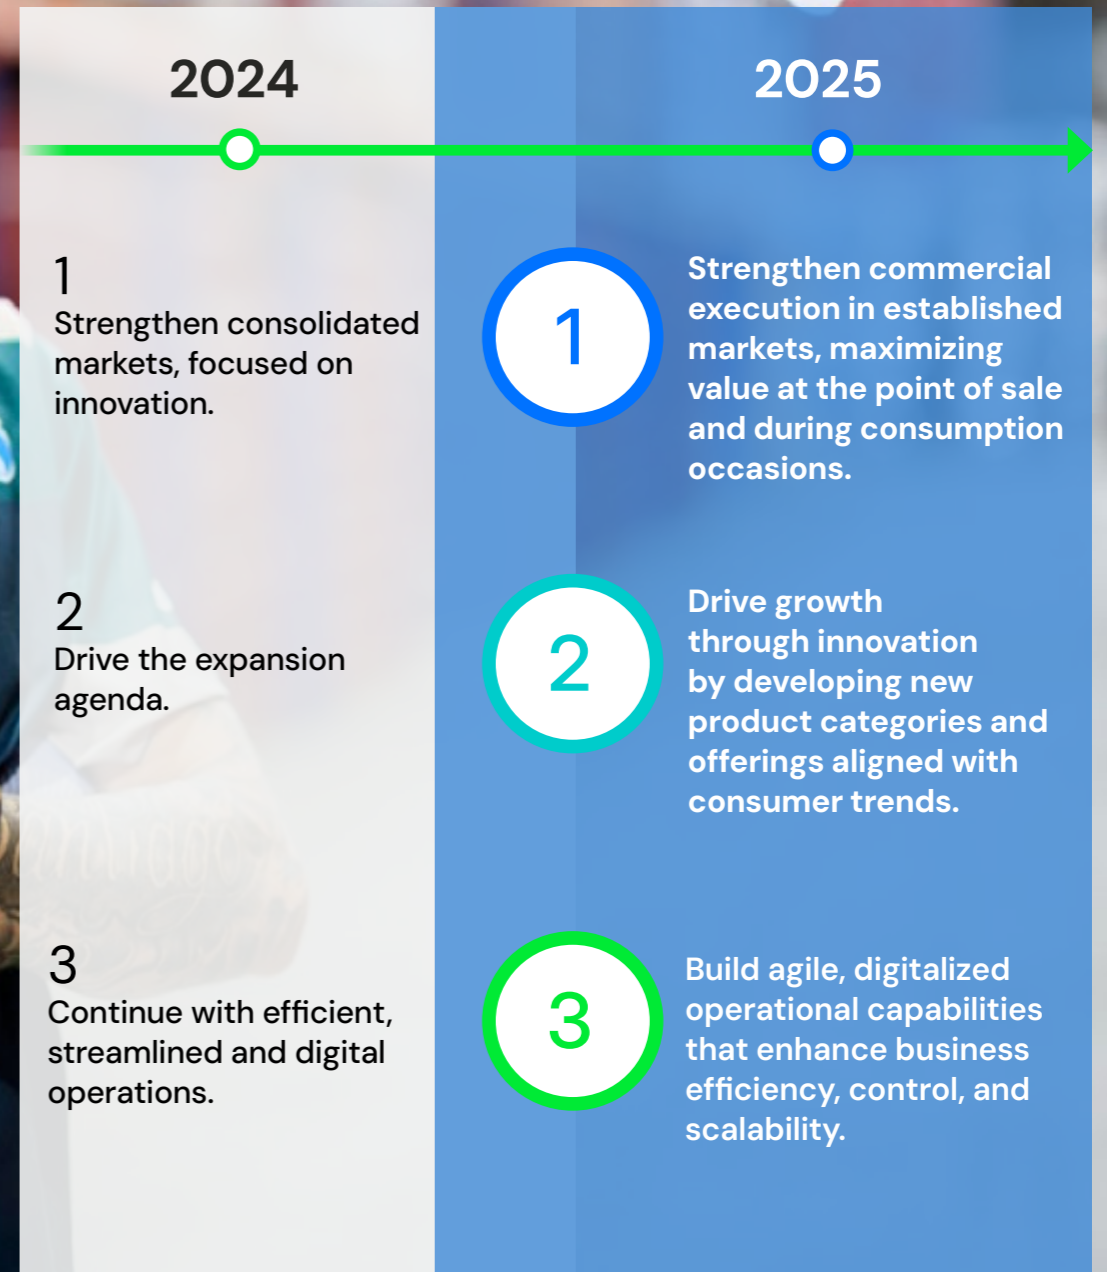 2024
2025
1
Strengthen consolidated
markets, focused on
innovation.
1
Strengthen commercial
execution in established
markets, maximizing
value at the point of sale
and during consumption
occasions.
2
Drive the expansion
agenda.
2
Drive growth
through innovation
by developing new
product categories and
offerings aligned with
consumer trends.
3
Continue with efficient,
streamlined and digital
operations.
3
Build agile, digitalized
operational capabilities
that enhance business
efficiency, control, and
scalability.